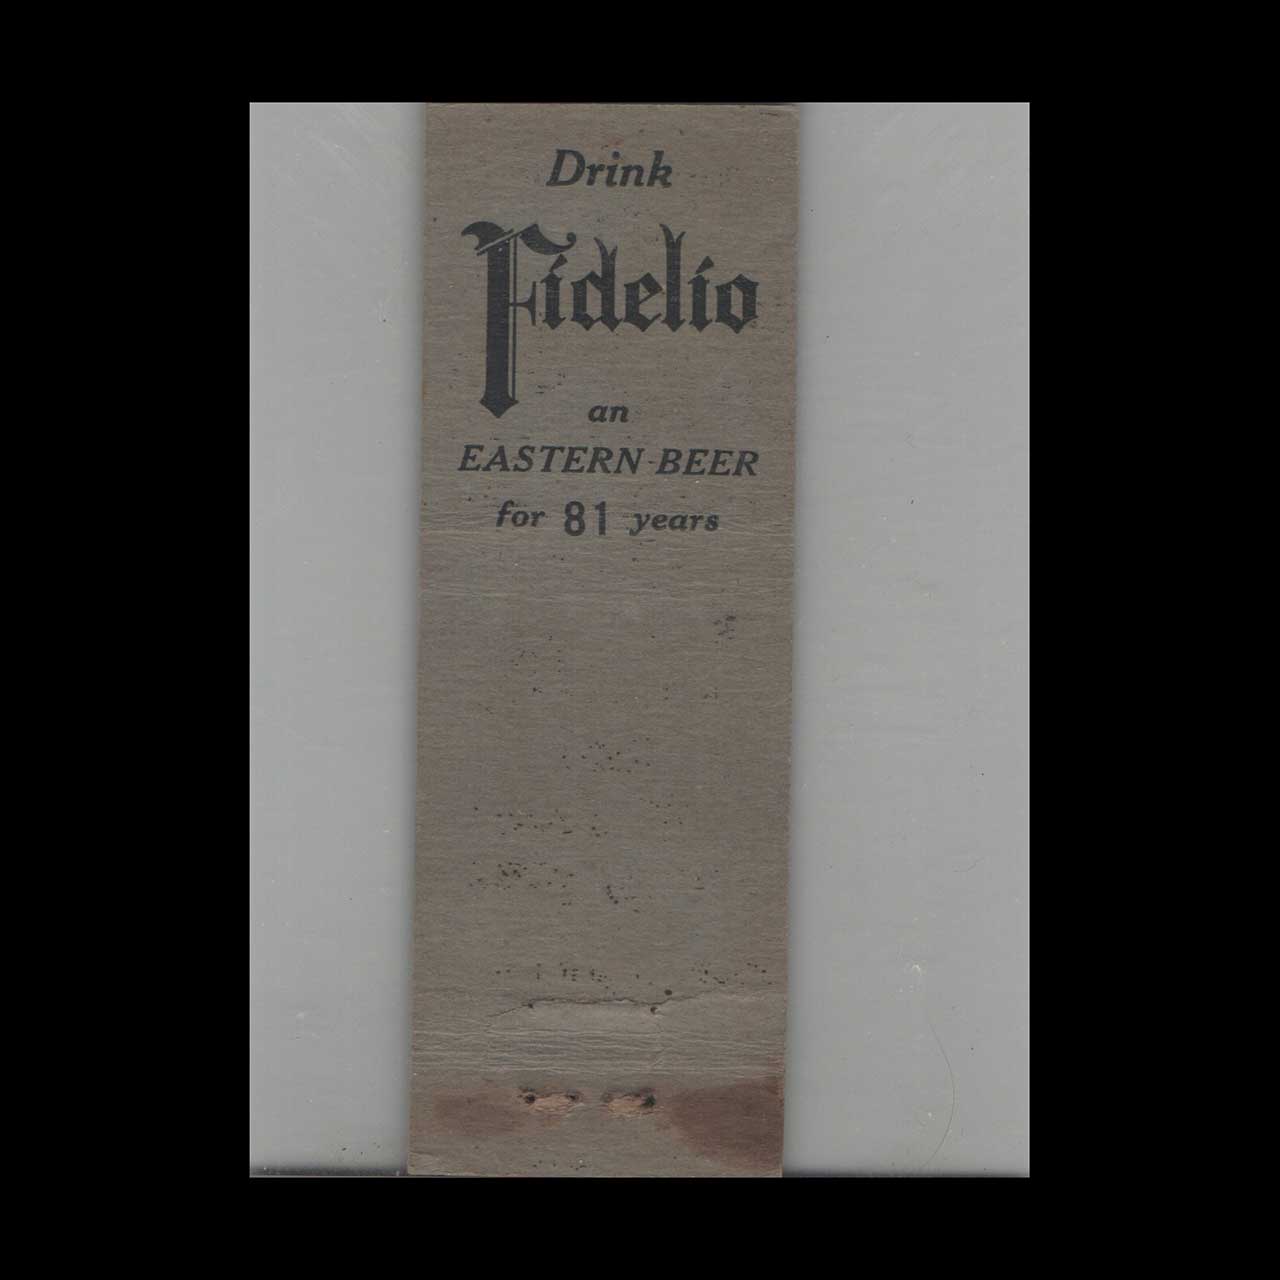 Drink
Fidelio
an
EASTERN-BEER
for 81 years